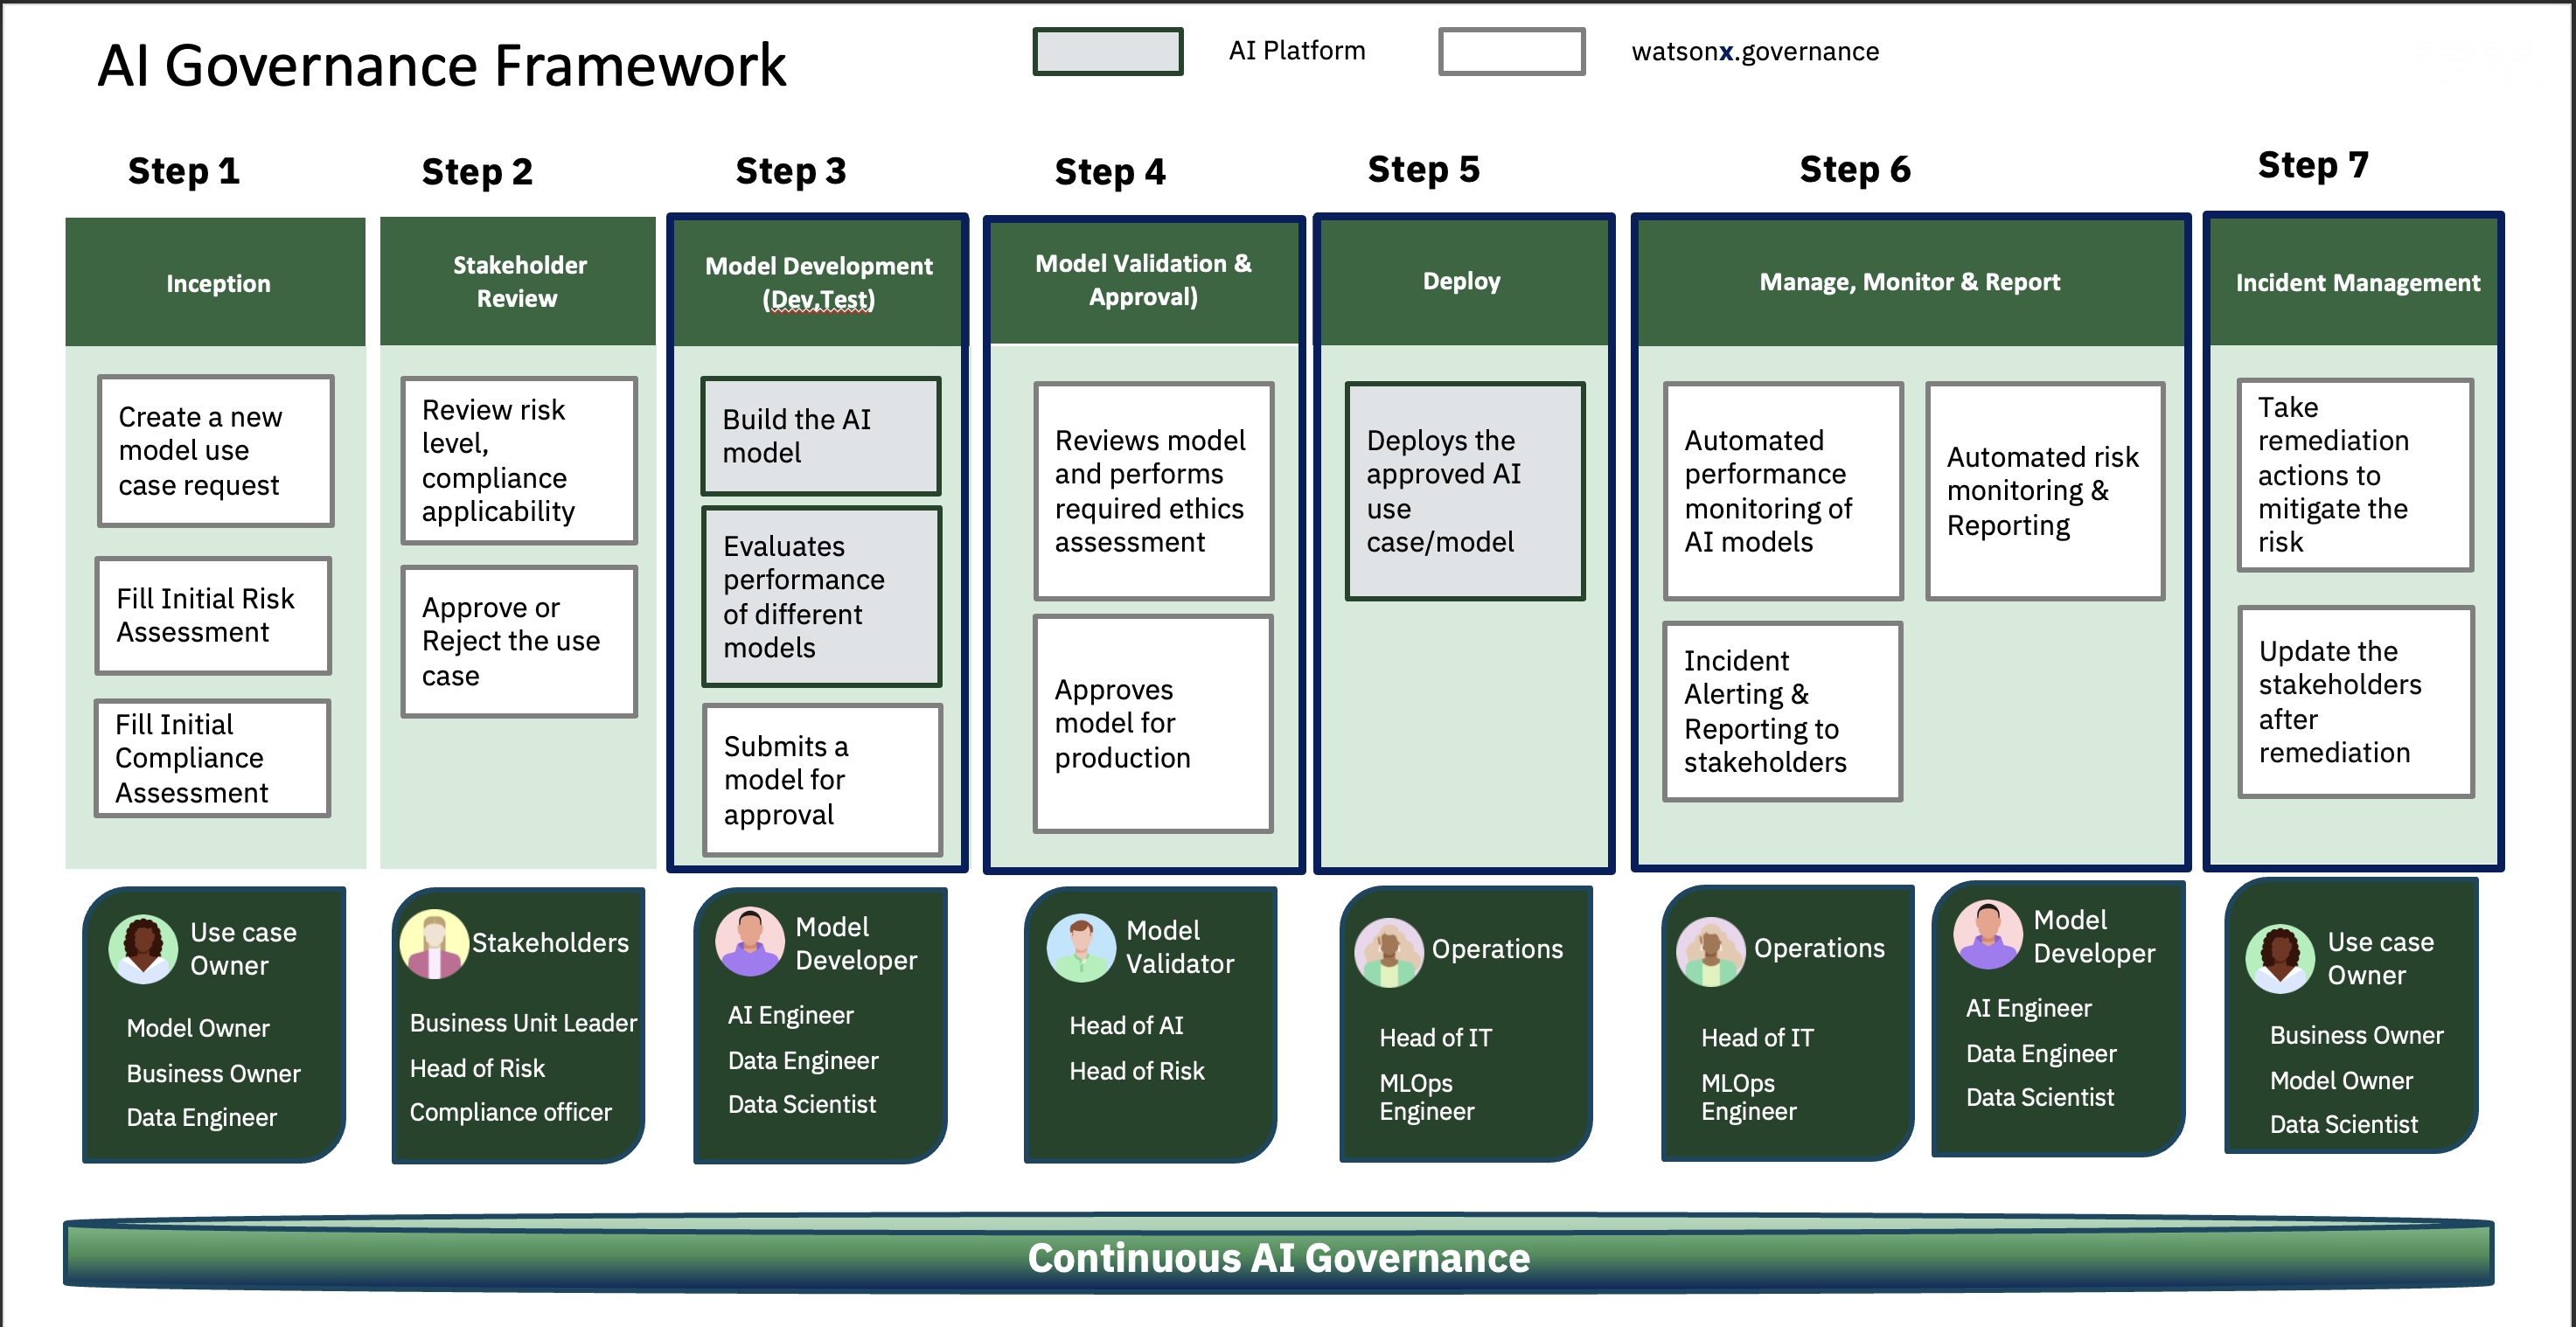 AI Governance Framework
AI Platform
watsonx.governance
Step 1
Step 2
Step 3
Step 4
Step 5
Step 6
Step 7
Inception
Stakeholder
Review
Model Development
(Dev,Test)
Model Validation &
Approval)
Deploy
Manage, Monitor & Report
Incident Management
Create a new
model use
case request
Fill Initial Risk
Assessment
Fill Initial
Compliance
Assessment
Review risk
level,
compliance
applicability
Approve or
Reject the use
case
Build the AI
model
Evaluates
performance
of different
models
Submits a
model for
approval
Reviews model
and performs
required ethics
assessment
Approves
model for
production
Deploys the
approved AI
use
case/model
Automated
performance
monitoring of
AI models
Automated risk
monitoring &
Reporting
Incident
Alerting &
Reporting to
stakeholders
Take
remediation
actions to
mitigate the
risk
Update the
stakeholders
after
remediation
Use case
Owner
Model Owner
Business Owner
Data Engineer
Stakeholders
Business Unit Leader
Head of Risk
Compliance officer
Model
Developer
AI Engineer
Data Engineer
Data Scientist
Model
Validator
Head of AI
Head of Risk
Operations
Head of IT
MLOps
Engineer
Operations
Head of IT
MLOps
Engineer
Model
Developer
AI Engineer
Data Engineer
Data Scientist
Use case
Owner
Business Owner
Model Owner
Data Scientist
Continuous AI Governance